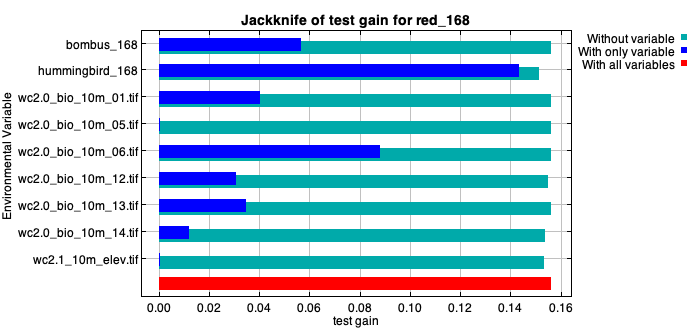 Jackknife of test gain for red_168
Without variable
With only variable
With all variables
Environmental Variable
bombus_168
hummingbird_168
wc2.0_bio_10m_01.tif
wc2.0_bio_10m_05.tif
wc2.0_bio_10m_06.tif
wc2.0_bio_10m_12.tif
wc2.0_bio_10m_13.tif
wc2.0_bio_10m_14.tif
wc2.1_10m_elev.tif
0.00 0.02 0.04 0.06 0.08 0.10 0.12 0.14 0.16
test gain